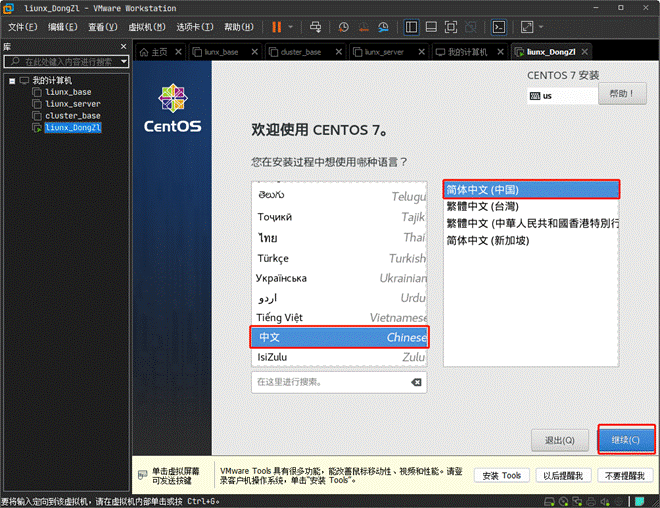 liunx_DongZl - VMware Workstation
文件(F) 编辑(E) 查看(V) 虚拟机(M) 选项卡(T) 帮助(H)
库
在此处键入内容进行搜索
我的计算机
liunx_base
liunx_server
cluster_base
liunx_DongZl
主页 liunx_base cluster_base liunx_server 我的计算机 liunx_DongZl
CentOS
CENTOS 7 安装
us
帮助！
欢迎使用 CENTOS 7。
您在安装过程中想使用哪种语言？
తెలుగు Telugu
Тоҷикӣ Tajik
ไทย Thai
Türkçe Turkish
Українська Ukrainian
اردو Urdu
Tiếng Việt Vietnamese
中文 Chinese
IsiZulu Zulu
在这里进行搜索。
简体中文 (中国)
繁體中文 (台灣)
繁體中文 (中華人民共和國香港特別行
简体中文 (新加坡)
退出(Q)
继续(C)
单击虚拟屏幕
可发送按键
VMware Tools 具有很多功能，能改善鼠标移动性、视频和性能。请登
录客户机操作系统，单击"安装 Tools"。
安装 Tools
以后提醒我
不要提醒我
要将输入定向到该虚拟机，请在虚拟机内部单击或按 Ctrl+G。